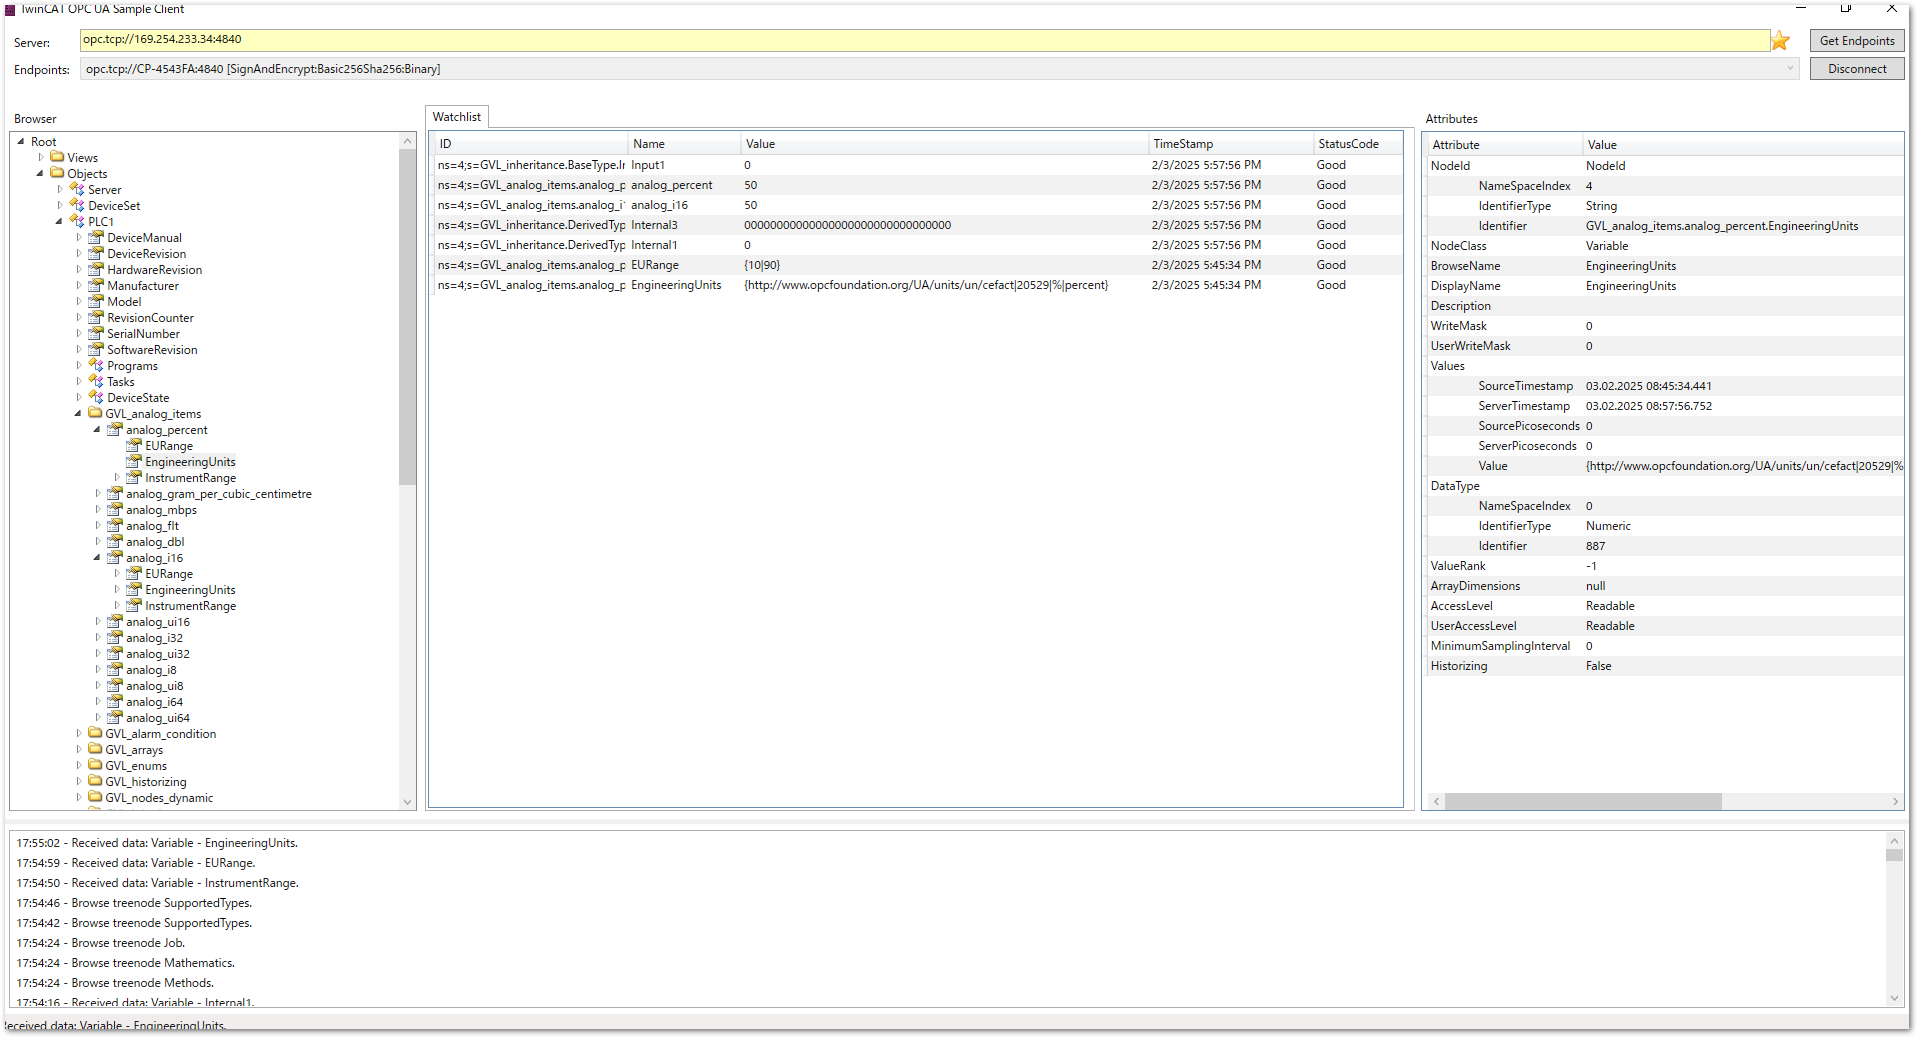 TwinCAT OPC UA Sample Client
Server: opc.tcp://169.254.233.34:4840 Get Endpoints
Endpoints: opc.tcp://CP-4543FA:4840 [SignAndEncrypt:Basic256Sha256:Binary] Disconnect
Browser
Root
Views
Objects
Server
DeviceSet
PLC1
DeviceManual
DeviceRevision
HardwareRevision
Manufacturer
Model
RevisionCounter
SerialNumber
SoftwareRevision
Programs
Tasks
DeviceState
GVL_analog_items
analog_percent
EURange
EngineeringUnits
InstrumentRange
analog_gram_per_cubic_centimetre
analog_mbps
analog_flt
analog_dbl
analog_i16
EURange
EngineeringUnits
InstrumentRange
analog_ui16
analog_i32
analog_ui32
analog_i8
analog_ui8
analog_i64
analog_ui64
GVL_alarm_condition
GVL_arrays
GVL_enums
GVL_historizing
GVL_nodes_dynamic
Watchlist
ID Name Value TimeStamp StatusCode
ns=4;s=GVL_inheritance.BaseType.Ir Input1 0 2/3/2025 5:57:56 PM Good
ns=4;s=GVL_analog_items.analog_p analog_percent 50 2/3/2025 5:57:56 PM Good
ns=4;s=GVL_analog_items.analog_i analog_i16 50 2/3/2025 5:57:56 PM Good
ns=4;s=GVL_inheritance.DerivedTyp Internal3 00000000000000000000000000000000 2/3/2025 5:57:56 PM Good
ns=4;s=GVL_inheritance.DerivedTyp Internal1 0 2/3/2025 5:57:56 PM Good
ns=4;s=GVL_analog_items.analog_p EURange {10|90} 2/3/2025 5:45:34 PM Good
ns=4;s=GVL_analog_items.analog_p EngineeringUnits {http://www.opcfoundation.org/UA/units/un/cefact|20529|%|percent} 2/3/2025 5:45:34 PM Good
Attributes
Attribute Value
NodeId NodeId
NameSpaceIndex 4
IdentifierType String
Identifier GVL_analog_items.analog_percent.EngineeringUnits
NodeClass Variable
BrowseName EngineeringUnits
DisplayName EngineeringUnits
Description
WriteMask 0
UserWriteMask 0
Values
SourceTimestamp 03.02.2025 08:45:34.441
ServerTimestamp 03.02.2025 08:57:56.752
SourcePicoseconds 0
ServerPicoseconds 0
Value {http://www.opcfoundation.org/UA/units/un/cefact|20529|%
DataType
NameSpaceIndex 0
IdentifierType Numeric
Identifier 887
ValueRank -1
ArrayDimensions null
AccessLevel Readable
UserAccessLevel Readable
MinimumSamplingInterval 0
Historizing False
17:55:02 - Received data: Variable - EngineeringUnits.
17:54:59 - Received data: Variable - EURange.
17:54:50 - Received data: Variable - InstrumentRange.
17:54:46 - Browse treenode SupportedTypes.
17:54:42 - Browse treenode SupportedTypes.
17:54:24 - Browse treenode Job.
17:54:24 - Browse treenode Mathematics.
17:54:24 - Browse treenode Methods.
17:54:16 - Received data: Variable - Internal1.
Received data: Variable - EngineeringUnits.